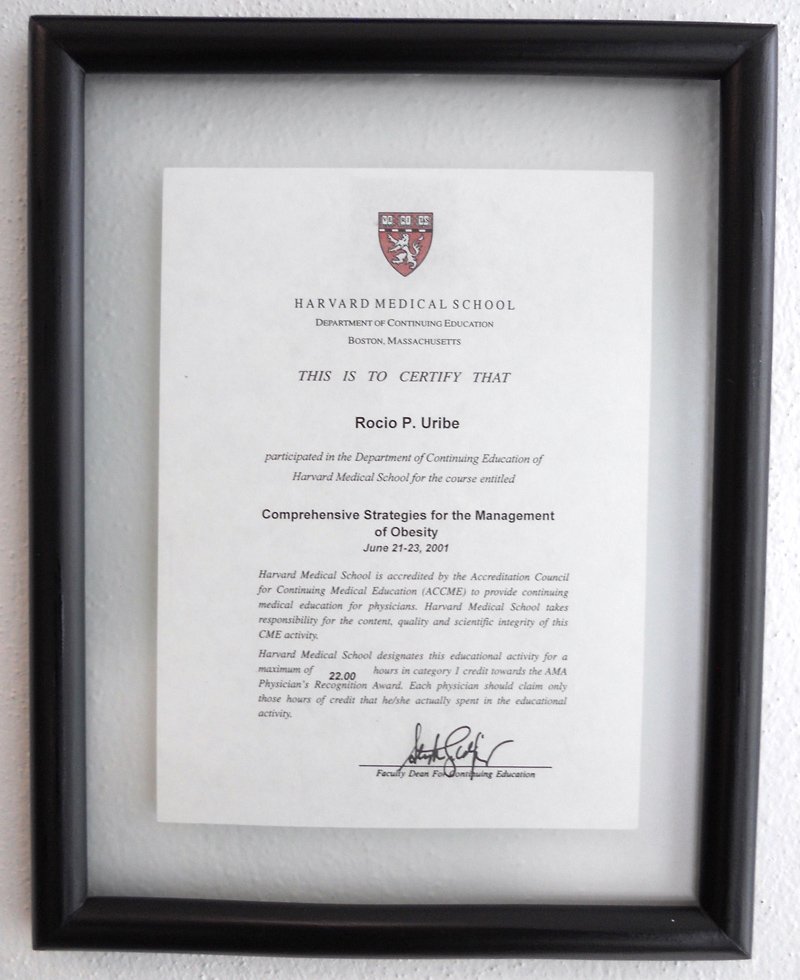 VE RI TAS
HARVARD MEDICAL SCHOOL
DEPARTMENT OF CONTINUING EDUCATION
BOSTON, MASSACHUSETTS
THIS IS TO CERTIFY THAT
Rocio P. Uribe
participated in the Department of Continuing Education of
Harvard Medical School for the course entitled
Comprehensive Strategies for the Management
of Obesity
June 21-23, 2001
Harvard Medical School is accredited by the Accreditation Council
for Continuing Medical Education (ACCME) to provide continuing
medical education for physicians. Harvard Medical School takes
responsibility for the content, quality and scientific integrity of this
CME activity.
Harvard Medical School designates this educational activity for a
maximum of 22.00 hours in category 1 credit towards the AMA
Physician's Recognition Award. Each physician should claim only
those hours of credit that he/she actually spent in the educational
activity.
Faculty Dean For Continuing Education